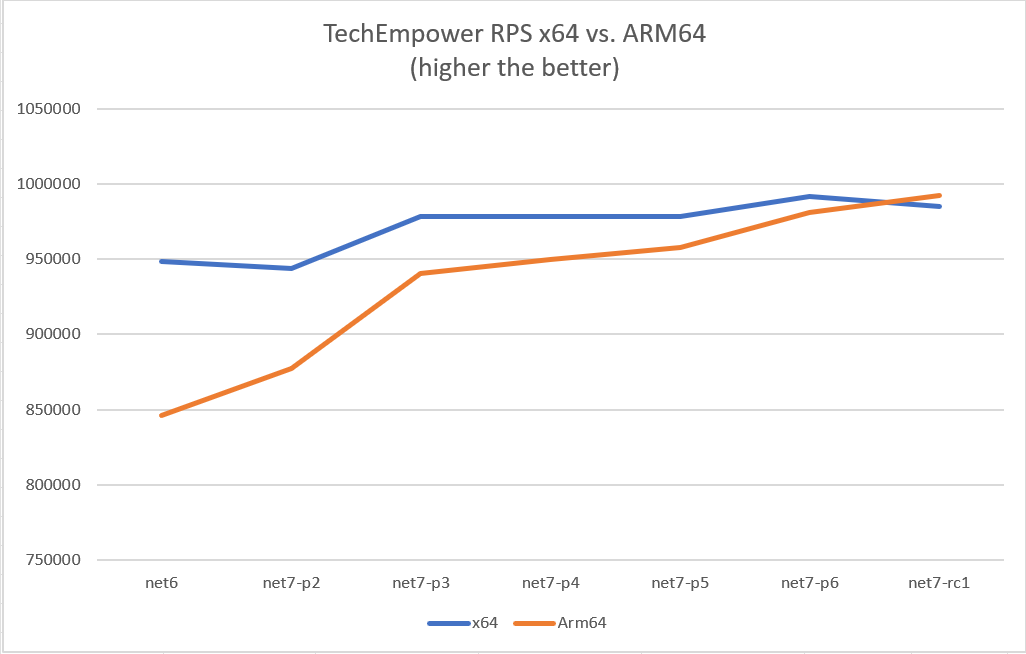 TechEmpower RPS x64 vs. ARM64
(higher the better)
1050000
1000000
950000
900000
850000
800000
750000
net6 net7-p2 net7-p3 net7-p4 net7-p5 net7-p6 net7-rc1
x64 Arm64